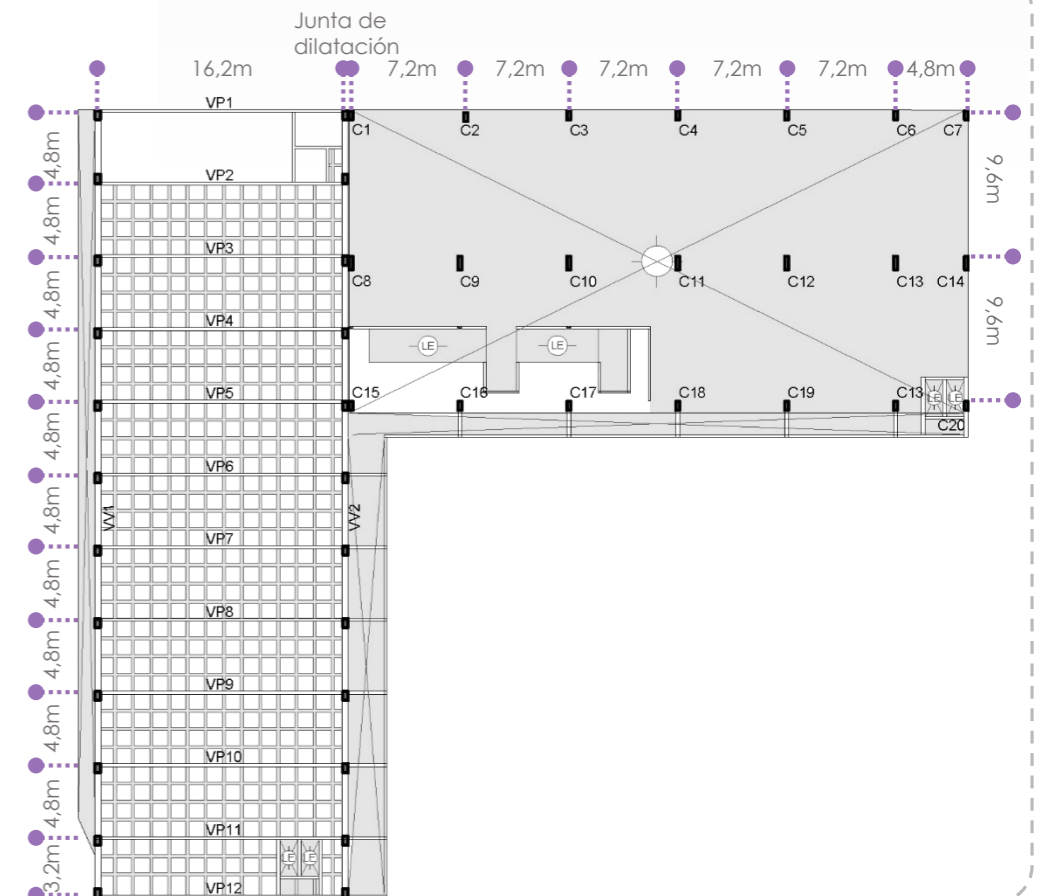 Junta de
dilatación
16,2m 7,2m 7,2m 7,2m 7,2m 7,2m 4,8m
VP1
C1 C2 C3 C4 C5 C6 C7
4,8m
9,6m
VP2
4,8m
VP3
C8 C9 C10 C11 C12 C13 C14
4,8m
9,6m
VP4
LE LE
4,8m
VP5
C15 C16 C17 C18 C19 C13
LE LE
C20
4,8m
VP6
4,8m
VV1 VV2
VP7
4,8m
VP8
4,8m
VP9
4,8m
VP10
4,8m
VP11
LE LE
3,2m
VP12